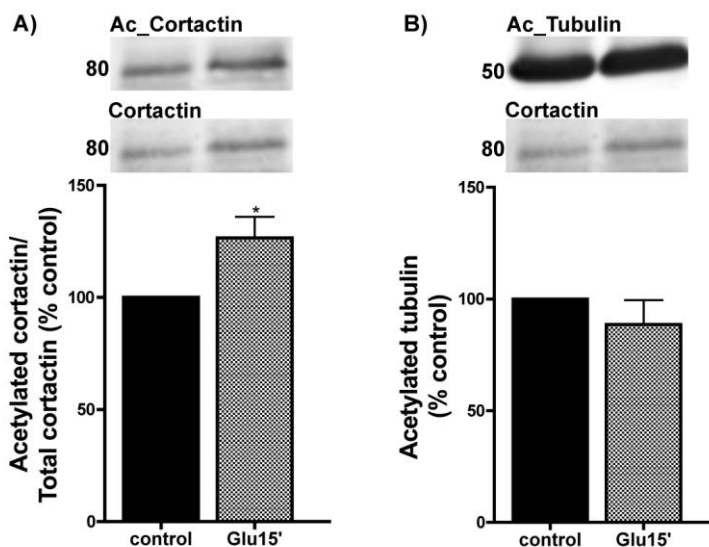 A)
Ac_Cortactin
80
Cortactin
80
150
100
50
0
Acetylated cortactin/
Total cortactin (% control)
*
control
Glu15'
B)
Ac_Tubulin
50
Cortactin
80
150
100
50
0
Acetylated tubulin
(% control)
control
Glu15'